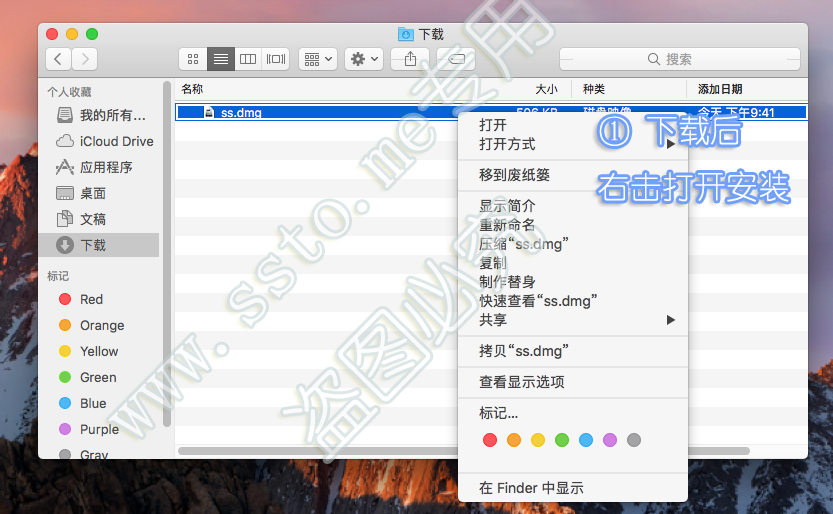 下载
搜索
个人收藏
我的所有...
iCloud Drive
应用程序
桌面
文稿
下载
标记
Red
Orange
Yellow
Green
Blue
Purple
Gray
名称 大小 种类 添加日期
ss.dmg 506 KB 磁盘映像 今天 下午9:41
打开
打开方式
移到废纸篓
显示简介
重新命名
压缩“ss.dmg”
复制
制作替身
快速查看“ss.dmg”
共享
拷贝“ss.dmg”
查看显示选项
标记...
在 Finder 中显示
① 下载后
右击打开安装
www.ssto.me专用
盗图必究